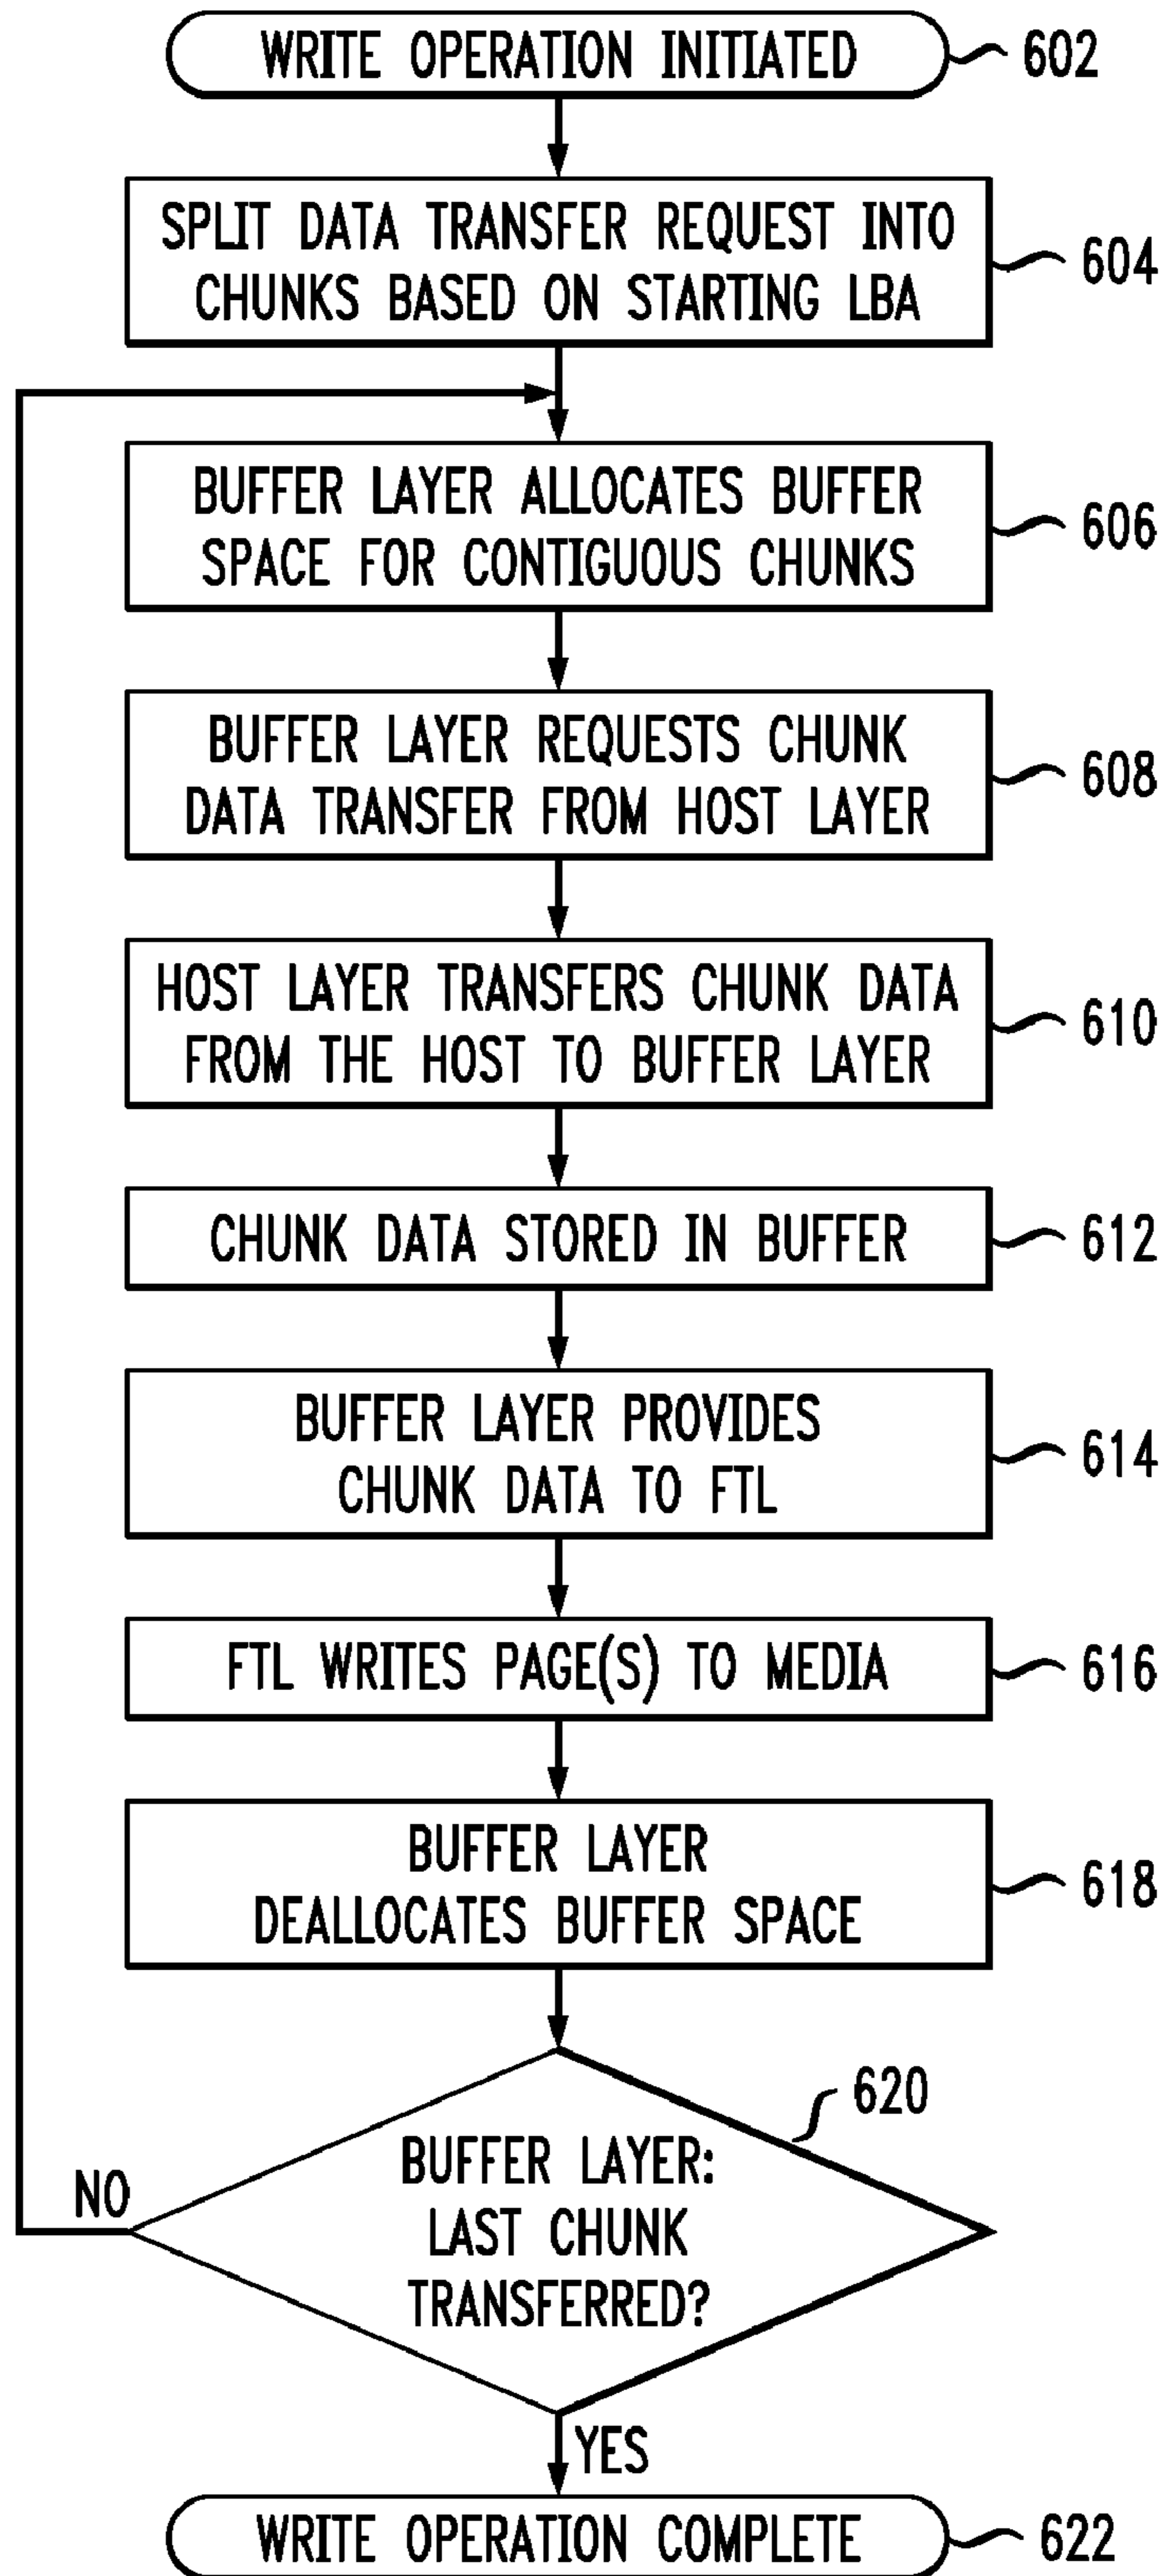 WRITE OPERATION INITIATED
602
SPLIT DATA TRANSFER REQUEST INTO
CHUNKS BASED ON STARTING LBA
604
BUFFER LAYER ALLOCATES BUFFER
SPACE FOR CONTIGUOUS CHUNKS
606
BUFFER LAYER REQUESTS CHUNK
DATA TRANSFER FROM HOST LAYER
608
HOST LAYER TRANSFERS CHUNK DATA
FROM THE HOST TO BUFFER LAYER
610
CHUNK DATA STORED IN BUFFER
612
BUFFER LAYER PROVIDES
CHUNK DATA TO FTL
614
FTL WRITES PAGE(S) TO MEDIA
616
BUFFER LAYER
DEALLOCATES BUFFER SPACE
618
620
BUFFER LAYER:
LAST CHUNK
TRANSFERRED?
NO
YES
WRITE OPERATION COMPLETE
622